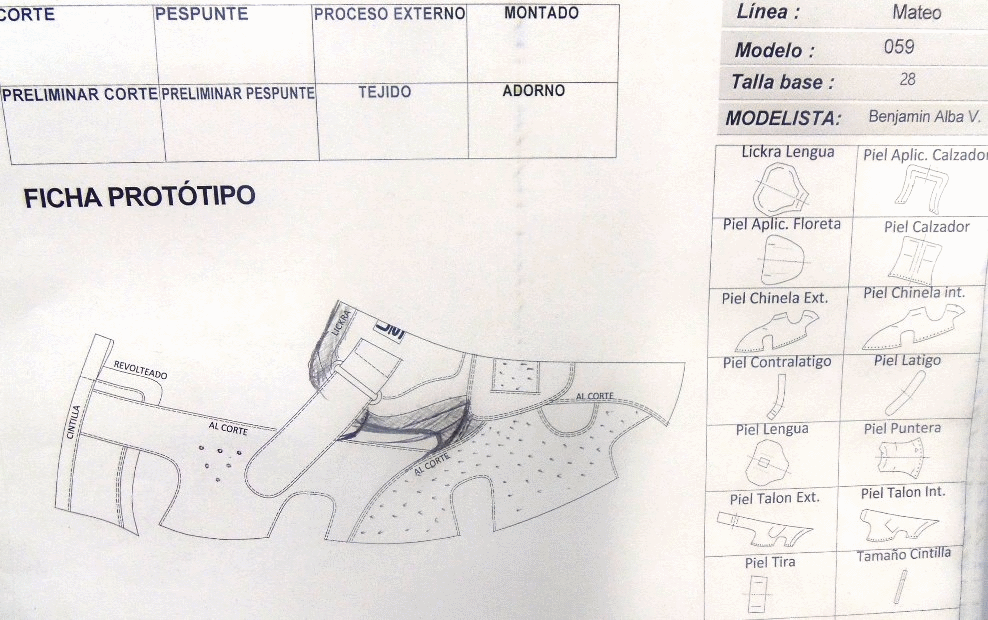 CORTE PESPUNTE PROCESO EXTERNO MONTADO
PRELIMINAR CORTE PRELIMINAR PESPUNTE TEJIDO ADORNO
FICHA PROTÓTIPO
Línea : Mateo
Modelo : 059
Talla base : 28
MODELISTA: Benjamin Alba V.
Lickra Lengua Piel Aplic. Calzador
Piel Aplic. Floreta Piel Calzador
Piel Chinela Ext. Piel Chinela int.
Piel Contralatigo Piel Latigo
Piel Lengua Piel Puntera
Piel Talon Ext. Piel Talon Int.
Piel Tira Tamaño Cintilla
LICKRA
REVOLTEADO
CINTILLA
AL CORTE
AL CORTE
AL CORTE